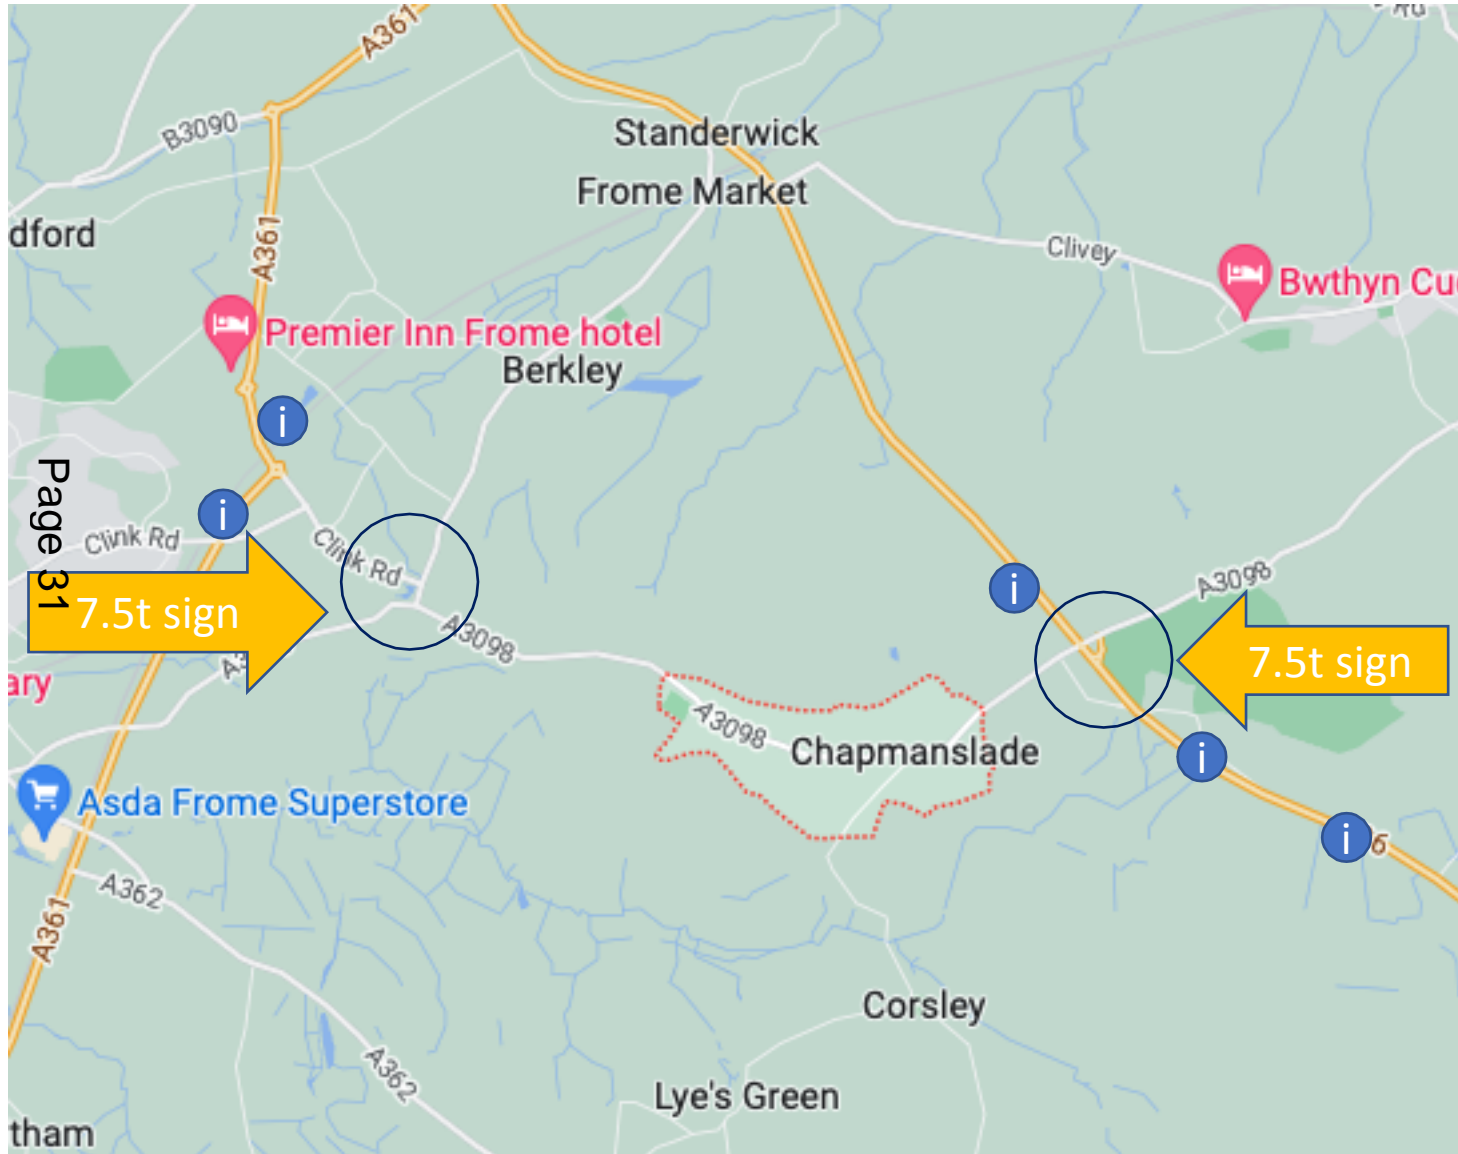 A361
Rd
B3090
Standerwick
Frome Market
dford
A361
Clivey
Bwthyn Cu
Premier Inn Frome hotel
Berkley
i
Page 31
i
Clink Rd
Clink Rd
i
A3098
7.5t sign
A3098
7.5t sign
ary
A3098
Chapmanslade
i
Asda Frome Superstore
i
6
A362
A361
Corsley
A362
Lye's Green
tham